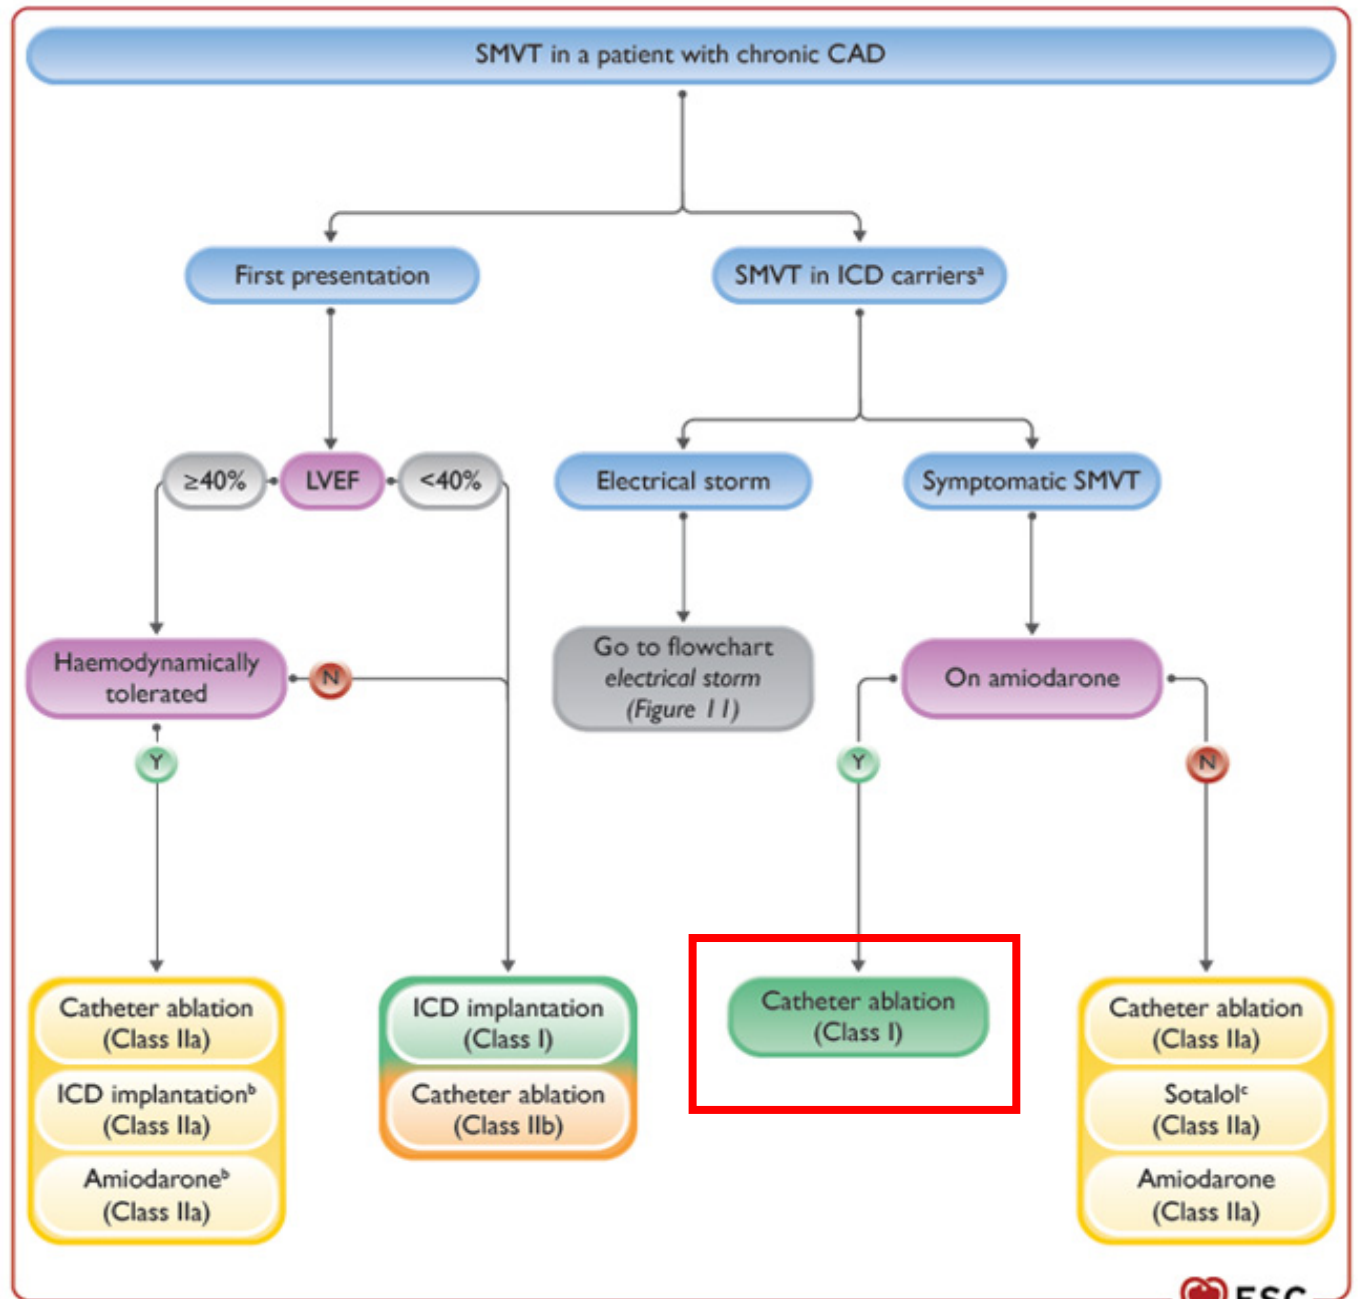 SMVT in a patient with chronic CAD
First presentation
SMVT in ICD carriersᵃ
≥40%
LVEF
<40%
Electrical storm
Symptomatic SMVT
Haemodynamically
tolerated
N
Go to flowchart
electrical storm
(Figure 11)
On amiodarone
Y
Y
N
Catheter ablation
(Class IIa)
ICD implantationᵇ
(Class IIa)
Amiodaroneᵇ
(Class IIa)
ICD implantation
(Class I)
Catheter ablation
(Class IIb)
Catheter ablation
(Class I)
Catheter ablation
(Class IIa)
Sotalolᶜ
(Class IIa)
Amiodarone
(Class IIa)
ESC